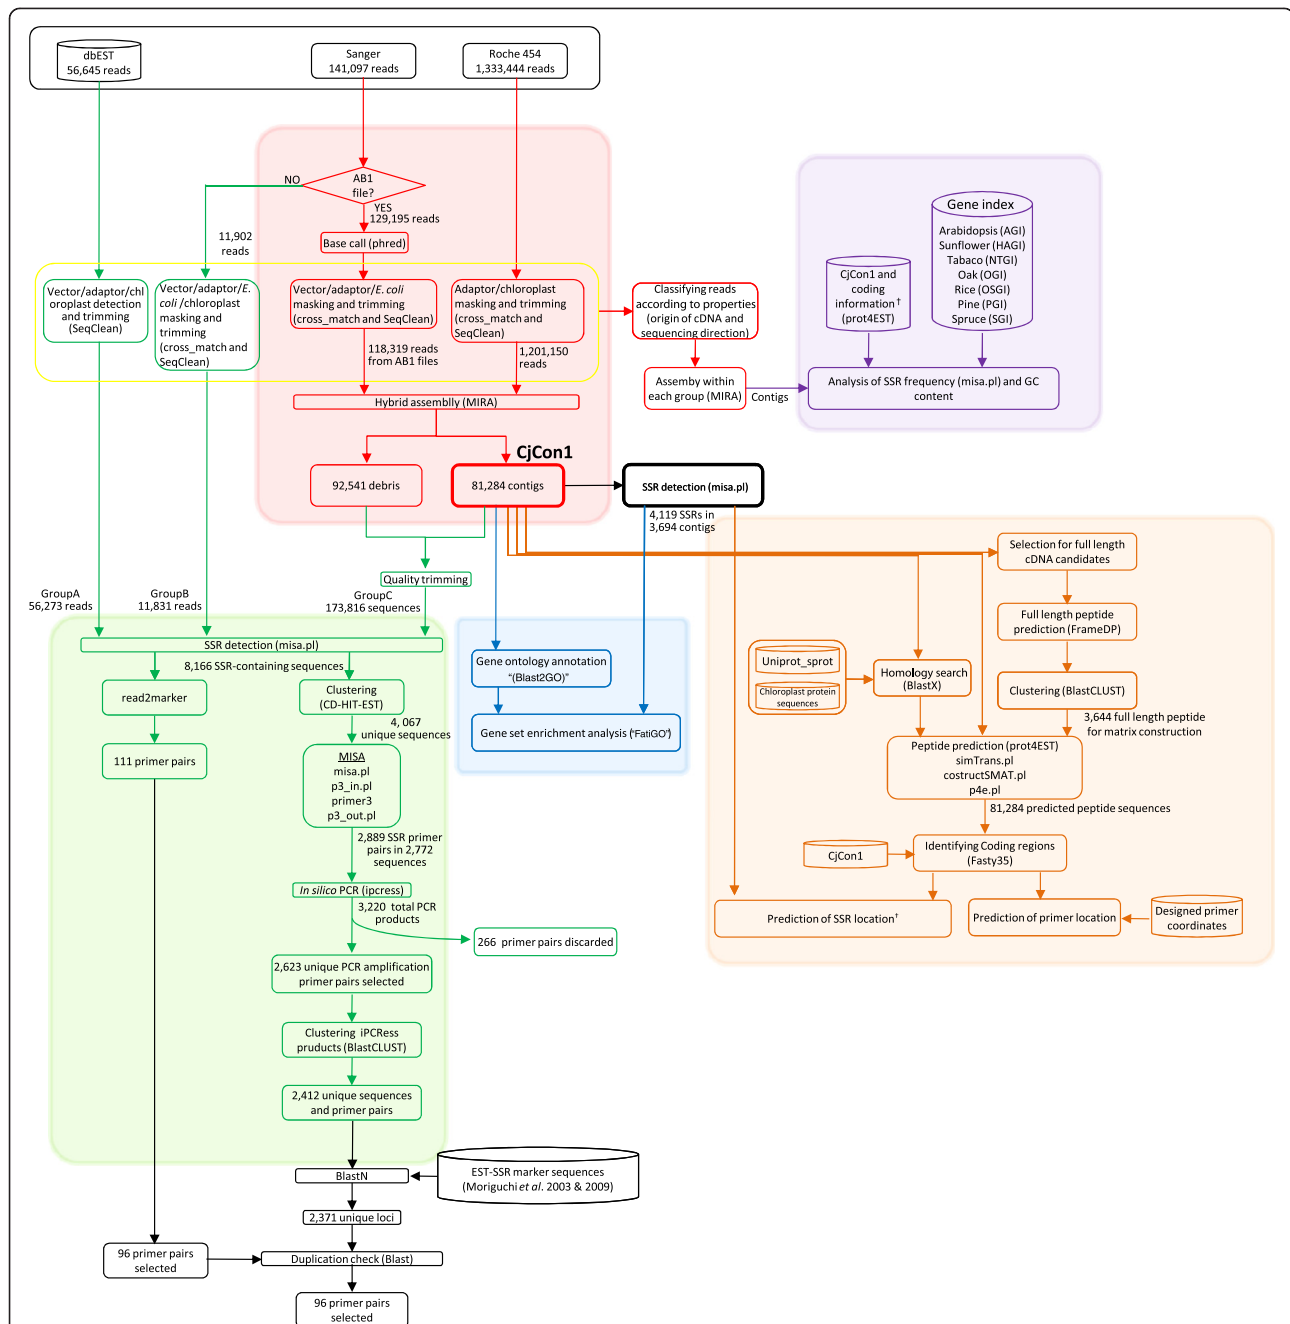 dbEST
56,645 reads
Sanger
141,097 reads
Roche 454
1,333,444 reads
NO
AB1
file?
YES
129,195 reads
Base call (phred)
11,902
reads
Vector/adaptor/chl
oroplast detection
and trimming
(SeqClean)
Vector/adaptor/E.
coli /chloroplast
masking and
trimming
(cross_match and
SeqClean)
Vector/adaptor/E. coli
masking and trimming
(cross_match and SeqClean)
Adaptor/chloroplast
masking and trimming
(cross_match and
SeqClean)
118,319 reads
from AB1 files
1,201,150
reads
Classifying reads
according to properties
(origin of cDNA and
sequencing direction)
Assemby within
each group (MIRA)
Contigs
Gene index
Arabidopsis (AGI)
Sunflower (HAGI)
Tabaco (NTGI)
Oak (OGI)
Rice (OSGI)
Pine (PGI)
Spruce (SGI)
CjCon1 and
coding
information†
(prot4EST)
Analysis of SSR frequency (misa.pl) and GC
content
Hybrid assemblly (MIRA)
CjCon1
92,541 debris
81,284 contigs
SSR detection (misa.pl)
4,119 SSRs in
3,694 contigs
Quality trimming
GroupA
56,273 reads
GroupB
11,831 reads
GroupC
173,816 sequences
SSR detection (misa.pl)
8,166 SSR-containing sequences
read2marker
Clustering
(CD-HIT-EST)
4, 067
unique sequences
111 primer pairs
MISA
misa.pl
p3_in.pl
primer3
p3_out.pl
2,889 SSR primer
pairs in 2,772
sequences
In silico PCR (ipcress)
3,220 total PCR
products
266 primer pairs discarded
2,623 unique PCR amplification
primer pairs selected
Clustering iPCRess
pruducts (BlastCLUST)
2,412 unique sequences
and primer pairs
Gene ontology annotation
“(Blast2GO)”
Gene set enrichment analysis (“FatiGO”)
Selection for full length
cDNA candidates
Full length peptide
prediction (FrameDP)
Clustering (BlastCLUST)
3,644 full length peptide
for matrix construction
Uniprot_sprot
Chloroplast protein
sequences
Homology search
(BlastX)
Peptide prediction (prot4EST)
simTrans.pl
costructSMAT.pl
p4e.pl
81,284 predicted peptide sequences
CjCon1
Identifying Coding regions
(Fasty35)
Prediction of SSR location†
Prediction of primer location
Designed primer
coordinates
BlastN
EST-SSR marker sequences
(Moriguchi et al. 2003 & 2009)
2,371 unique loci
96 primer pairs
selected
Duplication check (Blast)
96 primer pairs
selected